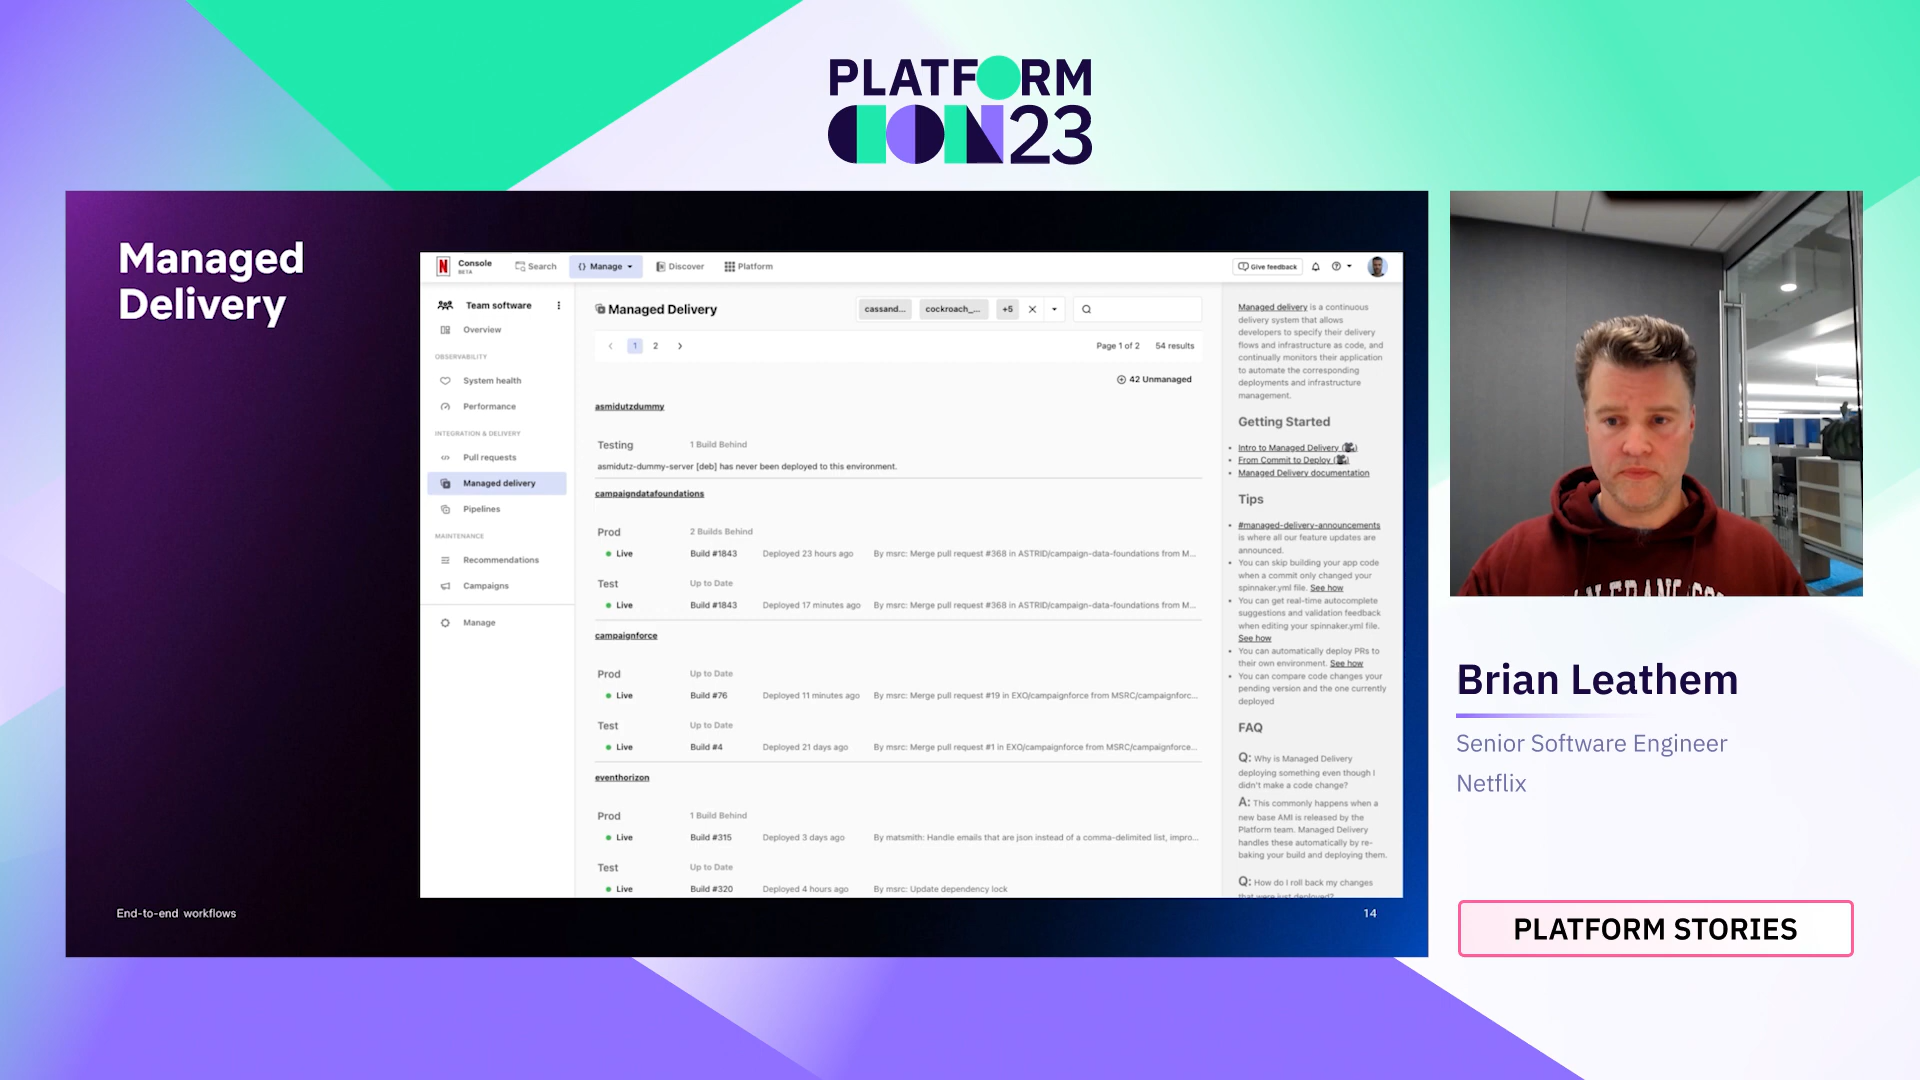 PLATFORM
CON23
Managed
Delivery
N Console
BETA
Search
Manage
Discover
Platform
Give feedback
Team software
Overview
OBSERVABILITY
System health
Performance
INTEGRATION & DELIVERY
Pull requests
Managed delivery
Pipelines
MAINTENANCE
Recommendations
Campaigns
Manage
Managed Delivery
cassand...
cockroach_...
+5
1 2
Page 1 of 2 54 results
42 Unmanaged
asmidutzdummy
Testing 1 Build Behind
asmidutz-dummy-server [deb] has never been deployed to this environment.
campaigndatafoundations
Prod 2 Builds Behind
Live Build #1843 Deployed 23 hours ago By msrc: Merge pull request #368 in ASTRID/campaign-data-foundations from M...
Test Up to Date
Live Build #1843 Deployed 17 minutes ago By msrc: Merge pull request #368 in ASTRID/campaign-data-foundations from M...
campaignforce
Prod Up to Date
Live Build #76 Deployed 11 minutes ago By msrc: Merge pull request #19 in EXO/campaignforce from MSRC/campaignforc...
Test Up to Date
Live Build #4 Deployed 21 days ago By msrc: Merge pull request #1 in EXO/campaignforce from MSRC/campaignforce...
eventhorizon
Prod 1 Build Behind
Live Build #315 Deployed 3 days ago By matsmith: Handle emails that are json instead of a comma-delimited list, impro...
Test Up to Date
Live Build #320 Deployed 4 hours ago By msrc: Update dependency lock
Managed delivery is a continuous
delivery system that allows
developers to specify their delivery
flows and infrastructure as code, and
continually monitors their application
to automate the corresponding
deployments and infrastructure
management.
Getting Started
Intro to Managed Delivery
From Commit to Deploy
Managed Delivery documentation
Tips
#managed-delivery-announcements
is where all our feature updates are
announced.
You can skip building your app code
when a commit only changed your
spinnaker.yml file. See how
You can get real-time autocomplete
suggestions and validation feedback
when editing your spinnaker.yml file.
See how
You can automatically deploy PRs to
their own environment. See how
You can compare code changes your
pending version and the one currently
deployed
FAQ
Q: Why is Managed Delivery
deploying something even though I
didn't make a code change?
A: This commonly happens when a
new base AMI is released by the
Platform team. Managed Delivery
handles these automatically by re-
baking your build and deploying them.
Q: How do I roll back my changes
that were just deployed?
End-to-end workflows
14
Brian Leathem
Senior Software Engineer
Netflix
PLATFORM STORIES